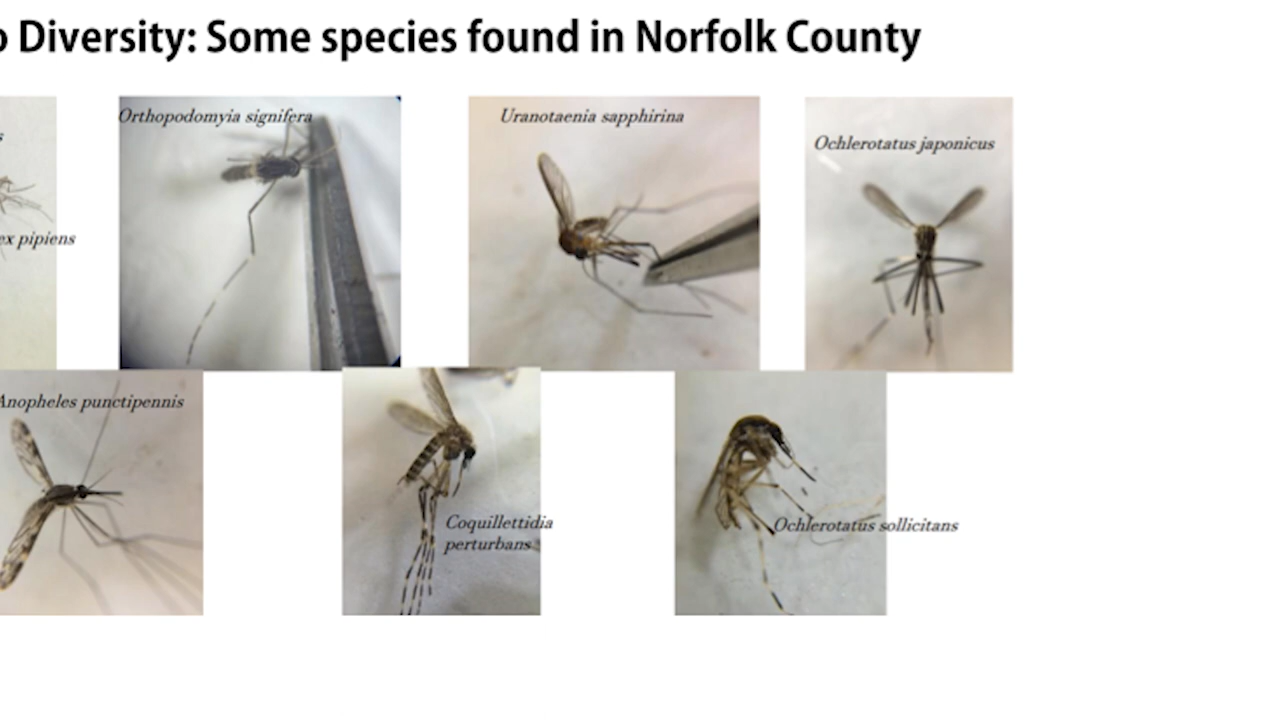 o Diversity: Some species found in Norfolk County
Orthopodomyia signifera
Uranotaenia sapphirina
s
Ochlerotatus japonicus
ex pipiens
Anopheles punctipennis
Coquillettidia
perturbans
Ochlerotatus sollicitans